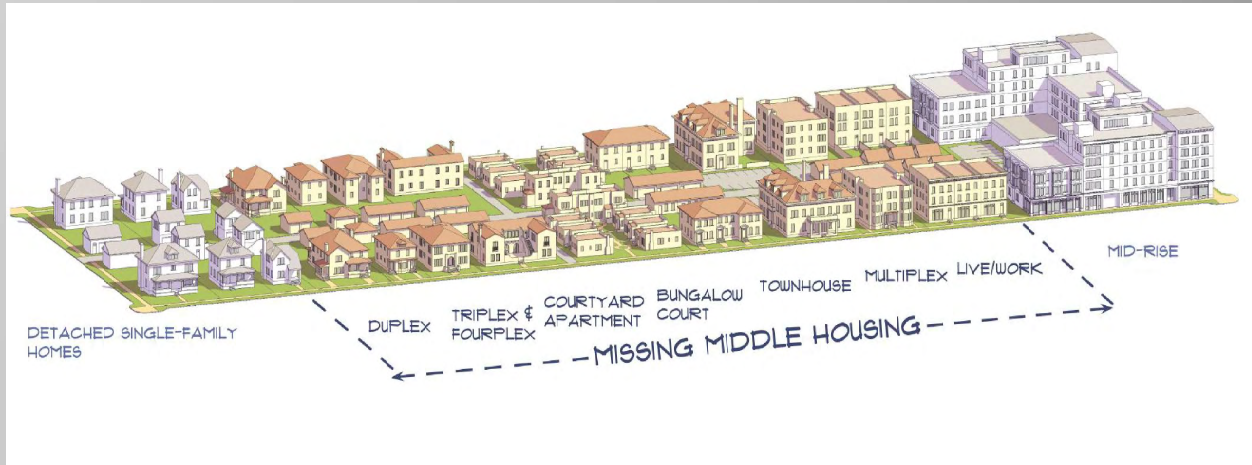 DETACHED SINGLE-FAMILY
HOMES
DUPLEX
TRIPLEX &
FOURPLEX
COURTYARD
APARTMENT
BUNGALOW
COURT
TOWNHOUSE
MULTIPLEX
LIVE/WORK
MID-RISE
MISSING MIDDLE HOUSING